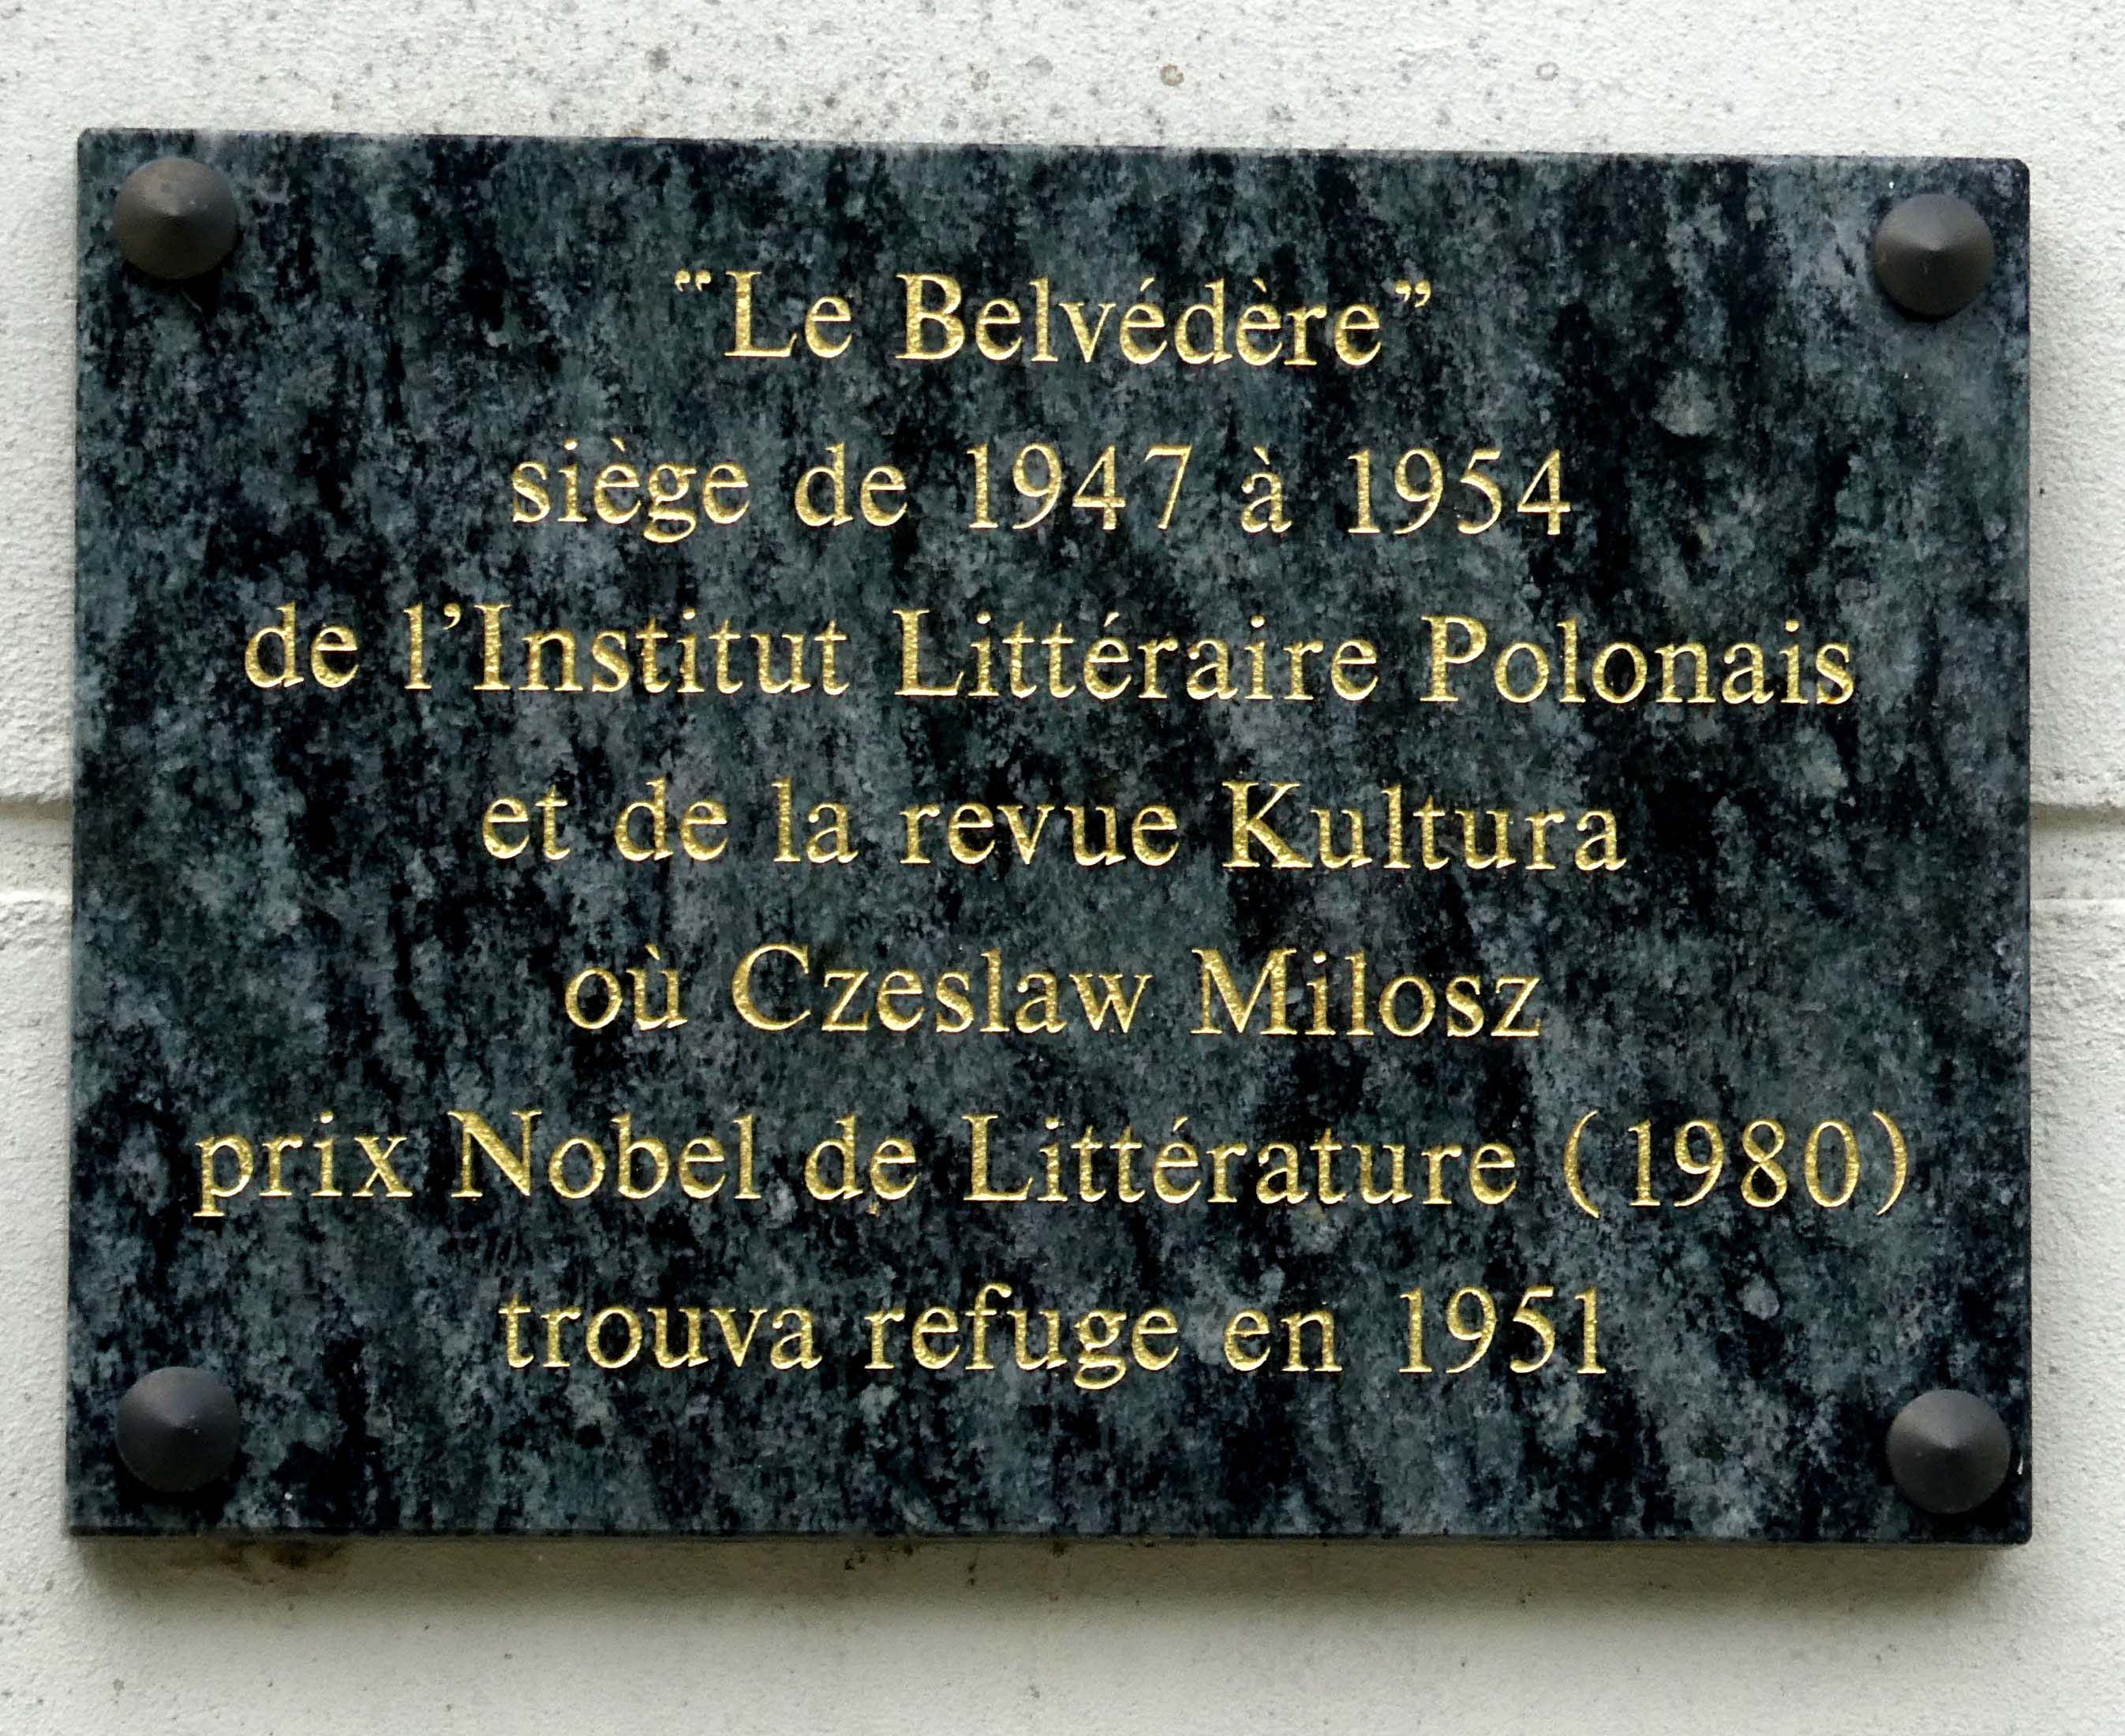 "Le Belvédère"
siège de 1947 à 1954
de l'Institut Littéraire Polonais
et de la revue Kultura
où Czeslaw Milosz
prix Nobel de Littérature (1980)
trouva refuge en 1951